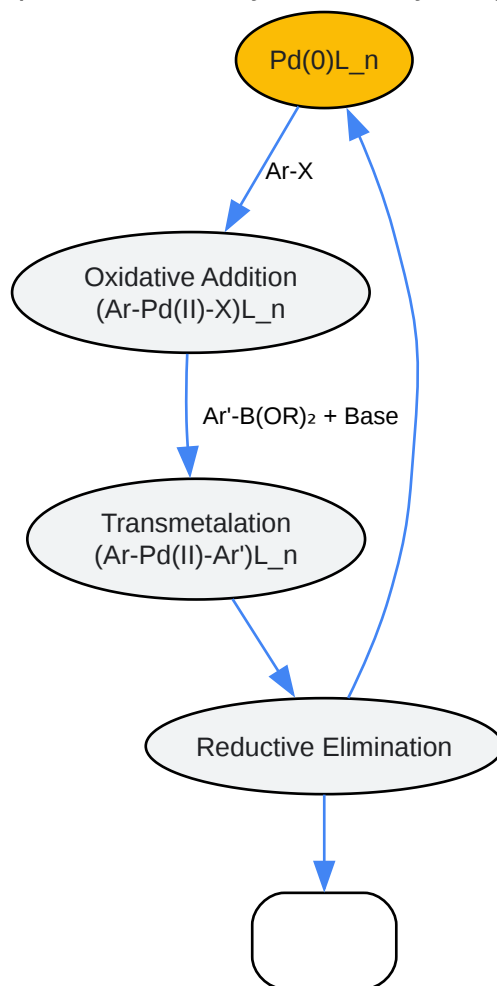 Pd(0)L_n
Ar-X
Oxidative Addition
(Ar-Pd(II)-X)L_n
Ar'-B(OR)₂ + Base
Transmetalation
(Ar-Pd(II)-Ar')L_n
Reductive Elimination